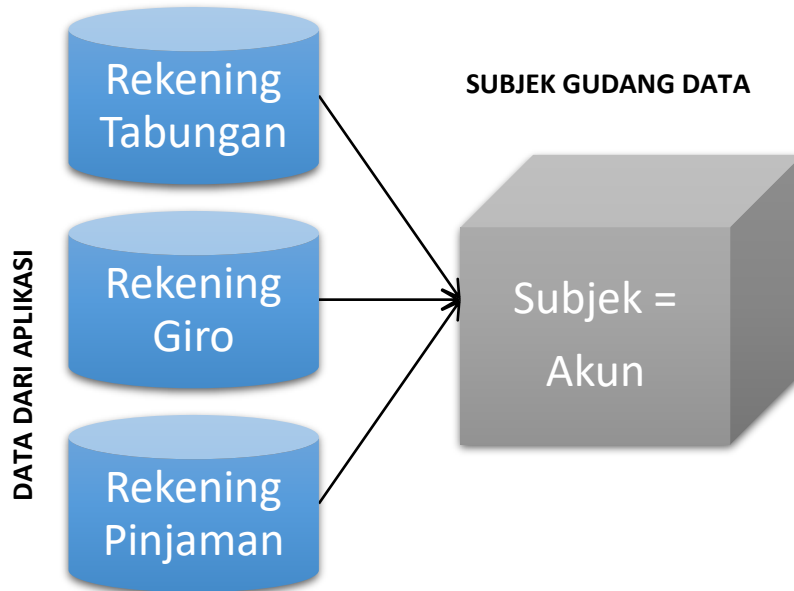 Rekening
Tabungan
SUBJEK GUDANG DATA
DATA DARI APLIKASI
Rekening
Giro
Subjek =
Akun
Rekening
Pinjaman